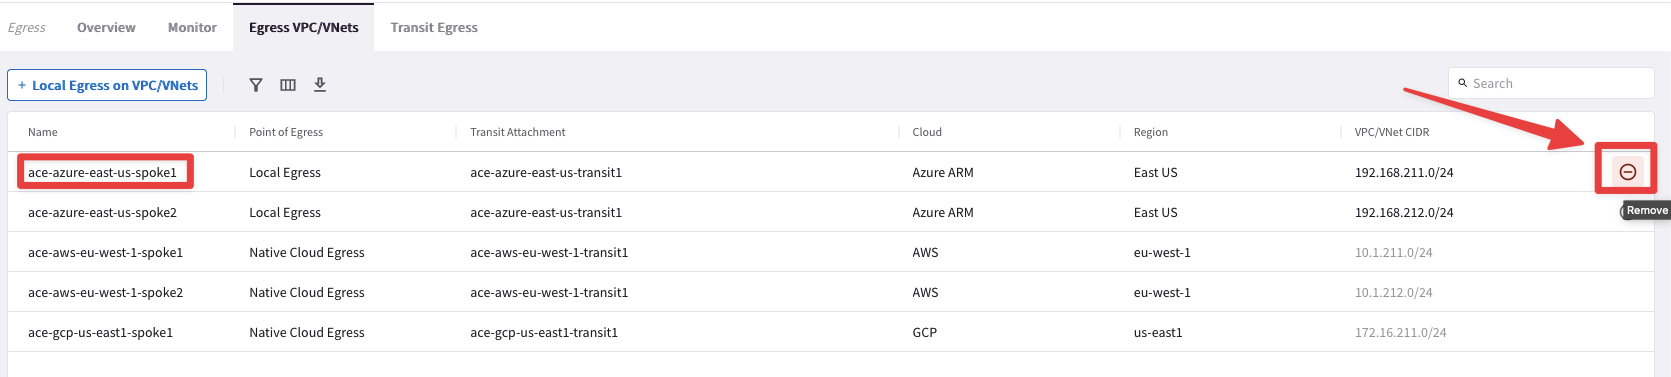 Egress Overview Monitor Egress VPC/VNets Transit Egress
+ Local Egress on VPC/VNets Search
Name Point of Egress Transit Attachment Cloud Region VPC/VNet CIDR
ace-azure-east-us-spoke1 Local Egress ace-azure-east-us-transit1 Azure ARM East US 192.168.211.0/24
ace-azure-east-us-spoke2 Local Egress ace-azure-east-us-transit1 Azure ARM East US 192.168.212.0/24 Remove
ace-aws-eu-west-1-spoke1 Native Cloud Egress ace-aws-eu-west-1-transit1 AWS eu-west-1 10.1.211.0/24
ace-aws-eu-west-1-spoke2 Native Cloud Egress ace-aws-eu-west-1-transit1 AWS eu-west-1 10.1.212.0/24
ace-gcp-us-east1-spoke1 Native Cloud Egress ace-gcp-us-east1-transit1 GCP us-east1 172.16.211.0/24